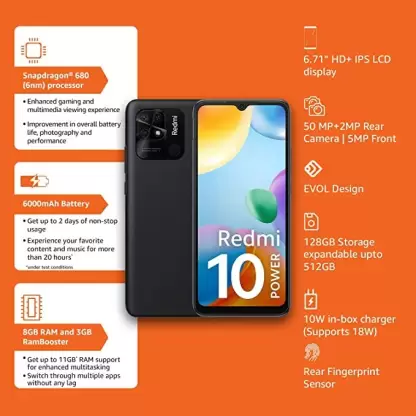 Snapdragon® 680
(6nm) processor
• Enhanced gaming and
multimedia viewing experience
• Improvement in overall battery
life, photography and
performance
6000mAh Battery
• Get up to 2 days of non-stop
usage
• Experience your favorite
content and music for more
than 20 hours*
*under test conditions
8GB RAM and 3GB
RamBooster
• Get up to 11GB* RAM support
for enhanced multitasking
• Switch through multiple apps
without any lag
Redmi
Redmi
10
POWER
6.71" HD+ IPS LCD
display
50 MP+2MP Rear
Camera | 5MP Front
EVOL Design
128GB Storage
expandable upto
512GB
10W in-box charger
(Supports 18W)
Rear Fingerprint
Sensor